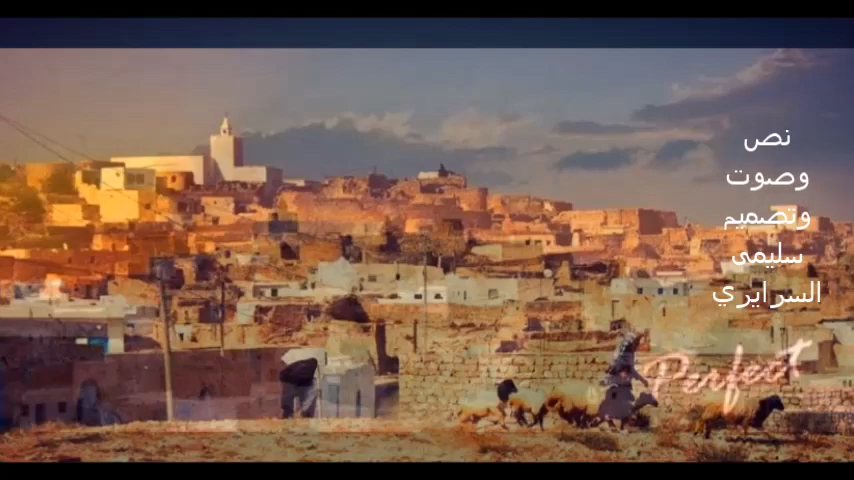 نص
وصوت
وتصميم
سليمى
السرايري
Perfect